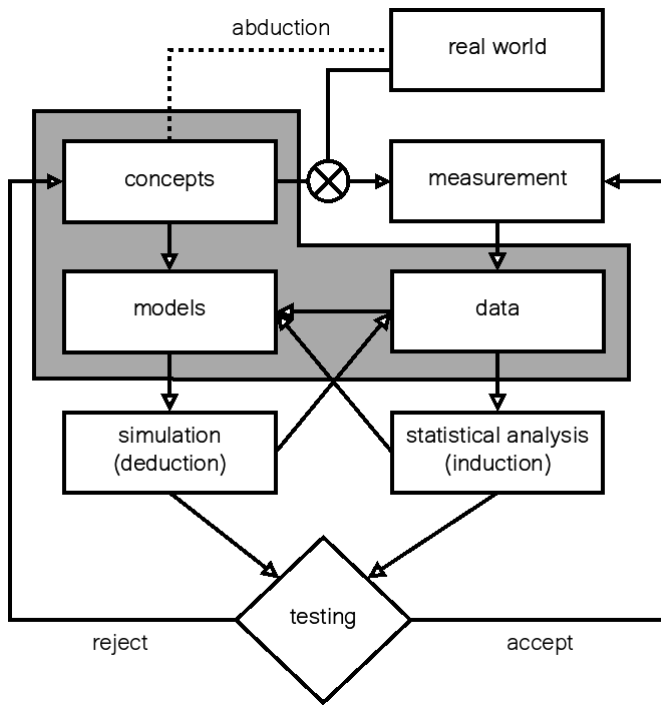 abduction
real world
concepts
measurement
models
data
simulation
(deduction)
statistical analysis
(induction)
testing
reject
accept